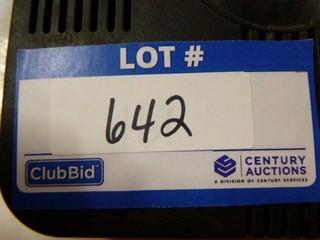 LOT #
642
ClubBid
CENTURY
AUCTIONS
A DIVISION OF CENTURY SERVICES